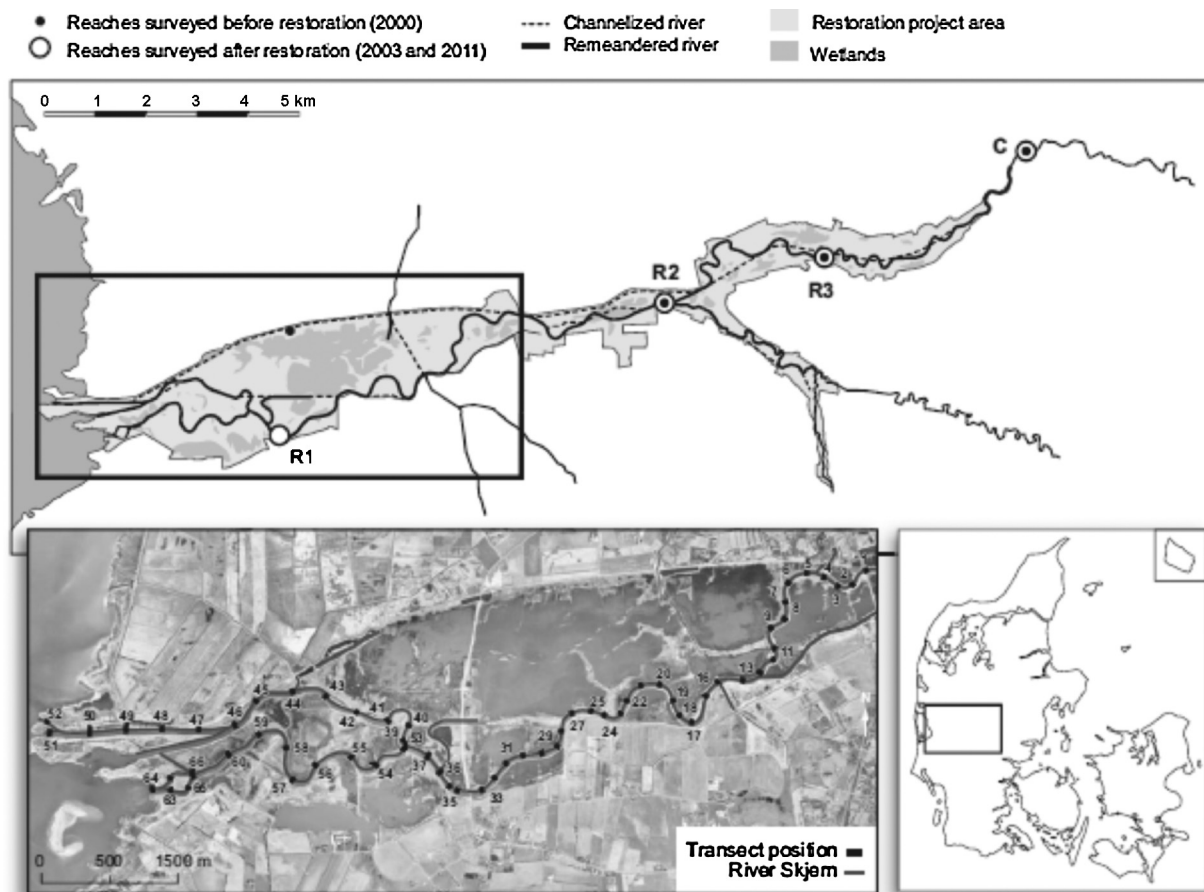 Reaches surveyed before restoration (2000)
Reaches surveyed after restoration (2003 and 2011)
Channelized river
Remeandered river
Restoration project area
Wetlands
0 1 2 3 4 5 km
C
R2
R3
R1
6 5 4
7 8 3
9
11
13
20 16
22 19
25 18
27 24 17
45 43
44 41
42 40
52 50 49 48 47 46
51 59 39 53
58 55 37 36
60 56 54 31 29
64 66 57
63 65 35 33
0 500 1500 m
Transect position
River Skjern